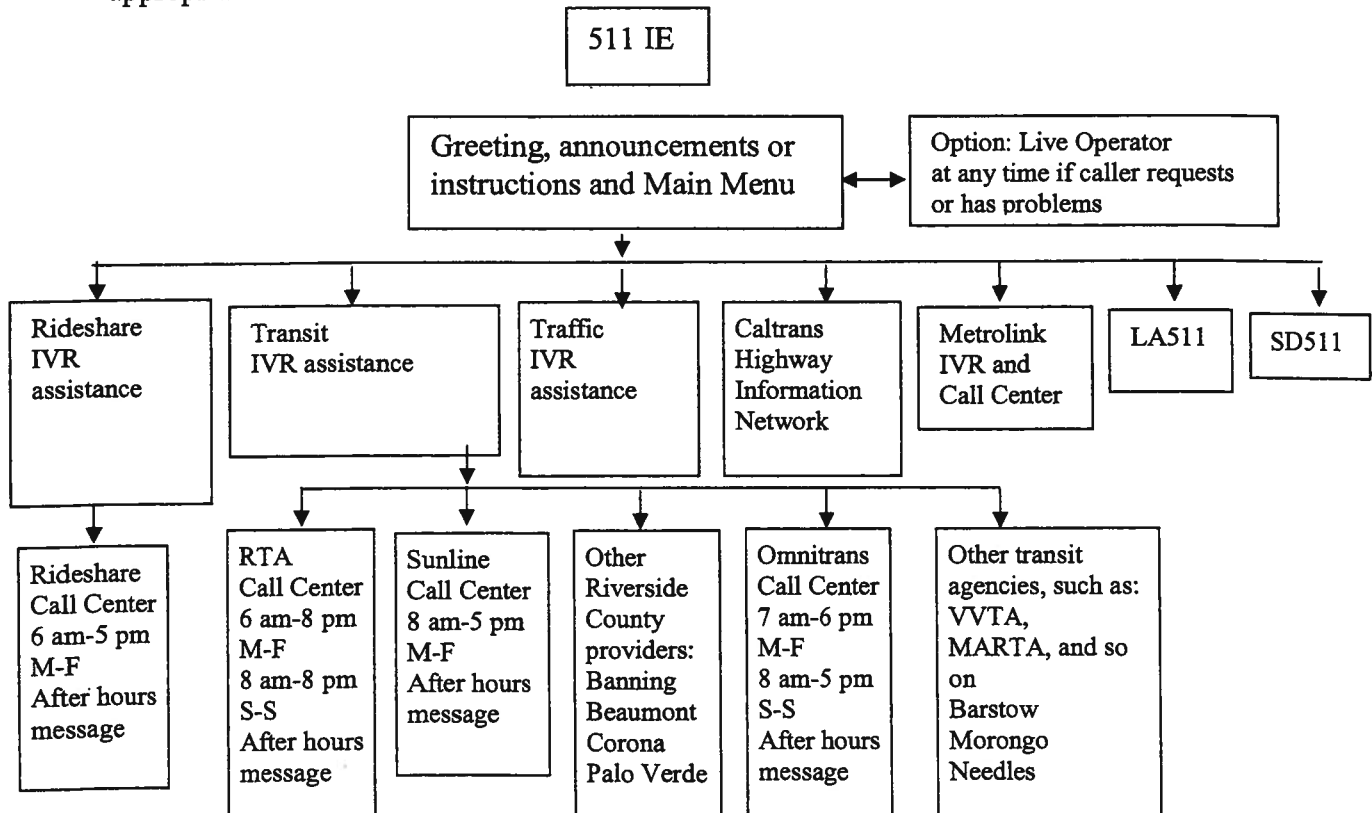 511 IE
Greeting, announcements or
instructions and Main Menu
Option: Live Operator
at any time if caller requests
or has problems
Rideshare
IVR
assistance
Transit
IVR assistance
Traffic
IVR
assistance
Caltrans
Highway
Information
Network
Metrolink
IVR and
Call Center
LA511
SD511
Rideshare
Call Center
6 am-5 pm
M-F
After hours
message
RTA
Call Center
6 am-8 pm
M-F
8 am-8 pm
S-S
After hours
message
Sunline
Call Center
8 am-5 pm
M-F
After hours
message
Other
Riverside
County
providers:
Banning
Beaumont
Corona
Palo Verde
Omnitrans
Call Center
7 am-6 pm
M-F
8 am-5 pm
S-S
After hours
message
Other transit
agencies, such as:
VVTA,
MARTA, and so
on
Barstow
Morongo
Needles